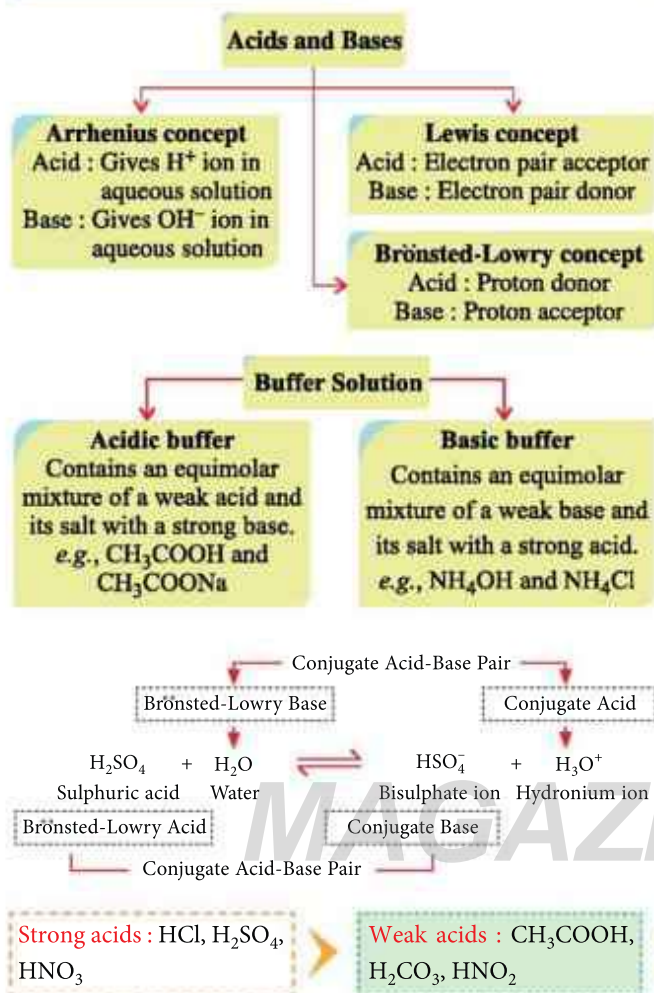 Acids and Bases
Arrhenius concept
Acid : Gives H⁺ ion in
aqueous solution
Base : Gives OH⁻ ion in
aqueous solution
Lewis concept
Acid : Electron pair acceptor
Base : Electron pair donor
Brönsted-Lowry concept
Acid : Proton donor
Base : Proton acceptor
Buffer Solution
Acidic buffer
Contains an equimolar
mixture of a weak acid and
its salt with a strong base.
e.g., CH₃COOH and
CH₃COONa
Basic buffer
Contains an equimolar
mixture of a weak base and
its salt with a strong acid.
e.g., NH₄OH and NH₄Cl
Conjugate Acid-Base Pair
Brönsted-Lowry Base Conjugate Acid
H₂SO₄ + H₂O ⇌ HSO₄⁻ + H₃O⁺
Sulphuric acid Water Bisulphate ion Hydronium ion
Brönsted-Lowry Acid Conjugate Base
Conjugate Acid-Base Pair
Strong acids : HCl, H₂SO₄,
HNO₃
Weak acids : CH₃COOH,
H₂CO₃, HNO₂